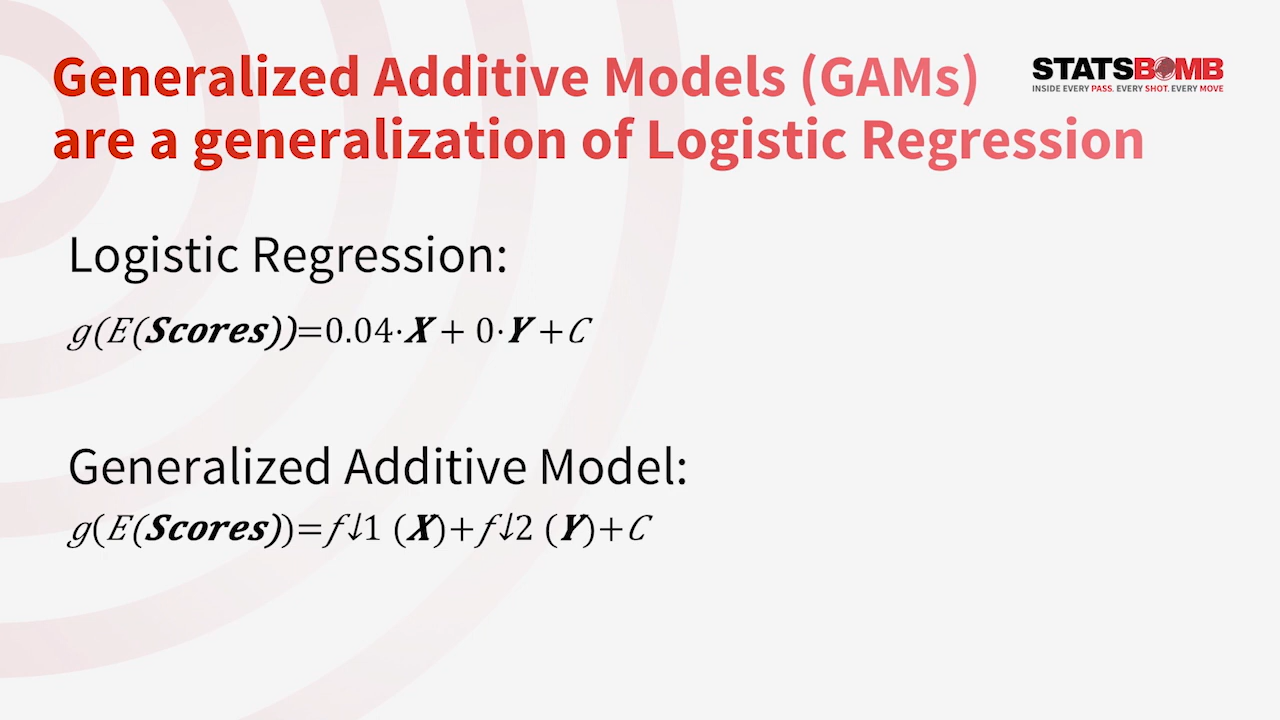 Generalized Additive Models (GAMs)
are a generalization of Logistic Regression
STATSBOMB
INSIDE EVERY PASS. EVERY SHOT. EVERY MOVE
Logistic Regression:
g(E(Scores))=0.04·X + 0·Y +C
Generalized Additive Model:
g(E(Scores))=f↓1 (X)+f↓2 (Y)+C